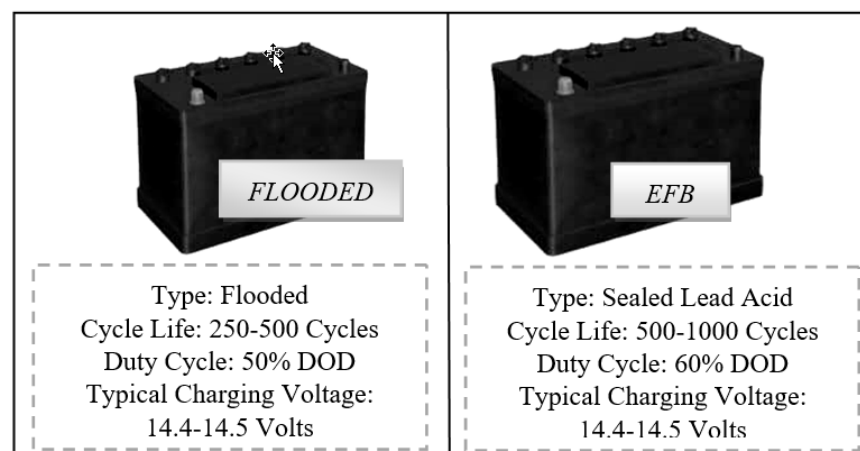 FLOODED
Type: Flooded
Cycle Life: 250-500 Cycles
Duty Cycle: 50% DOD
Typical Charging Voltage:
14.4-14.5 Volts
EFB
Type: Sealed Lead Acid
Cycle Life: 500-1000 Cycles
Duty Cycle: 60% DOD
Typical Charging Voltage:
14.4-14.5 Volts